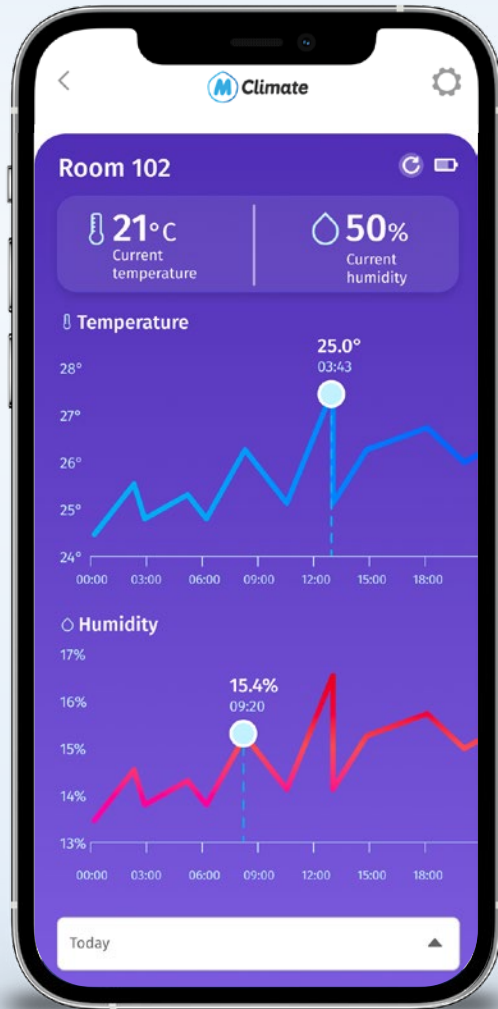 M Climate
Room 102
21°C
Current
temperature
50%
Current
humidity
Temperature
25.0°
03:43
28°
27°
26°
25°
24°
00:00 03:00 06:00 09:00 12:00 15:00 18:00
Humidity
17%
15.4%
09:20
16%
15%
14%
13%
00:00 03:00 06:00 09:00 12:00 15:00 18:00
Today